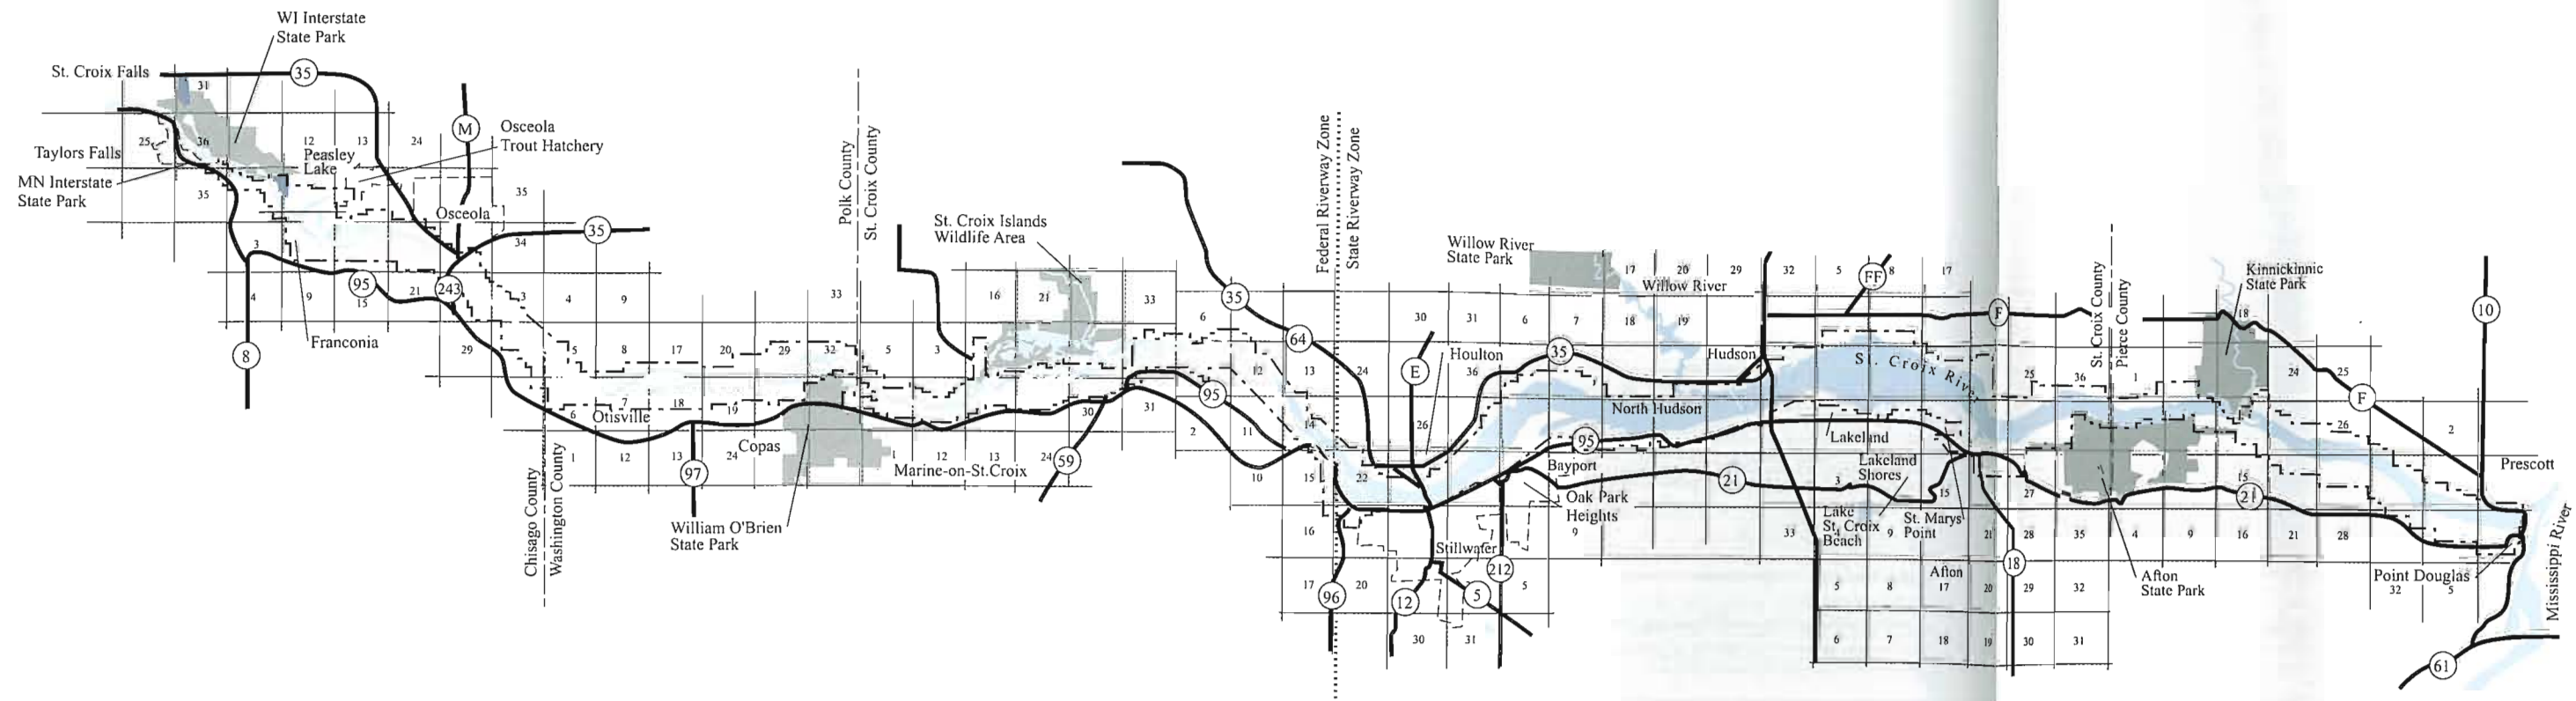 WI Interstate
State Park
St. Croix Falls
35
31
M
Osceola
Trout Hatchery
25
36
12
13
24
Peasley
Lake
Taylors Falls
MN Interstate
State Park
35
35
Osceola
34
35
3
95
243
4
9
15
21
3
4
9
8
Franconia
29
Polk County
St. Croix County
33
5
8
17
20
29
32
5
3
6
7
18
19
Otisville
Copas
1
12
13
24
97
Chisago County
Washington County
William O'Brien
State Park
1
12
13
24
Marine-on-St.Croix
59
St. Croix Islands
Wildlife Area
16
21
33
30
31
6
35
64
95
12
13
24
14
2
11
10
15
22
26
Federal Riverway Zone
State Riverway Zone
16
17
20
96
12
5
212
5
30
31
Stillwater
30
31
6
7
18
19
E
Houlton
36
35
Willow River
State Park
17
20
29
32
5
8
17
Willow River
FF
F
Hudson
North Hudson
St. Croix River
95
Bayport
21
Oak Park
Heights
9
Lakeland
Lakeland
Shores
3
15
Lake
St. Croix
Beach
St. Marys
Point
33
4
9
21
28
35
4
9
16
21
28
Afton
18
5
8
17
20
29
32
6
7
18
19
30
31
St. Croix County
Pierce County
Kinnickinnic
State Park
18
25
36
1
24
25
F
26
2
10
Prescott
27
15
21
Afton
State Park
Point Douglas
32
5
61
Mississippi River